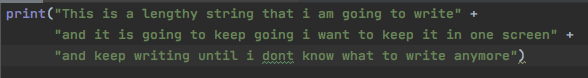 print("This is a lengthy string that i am going to write" +
"and it is going to keep going i want to keep it in one screen" +
"and keep writing until i dont know what to write anymore")